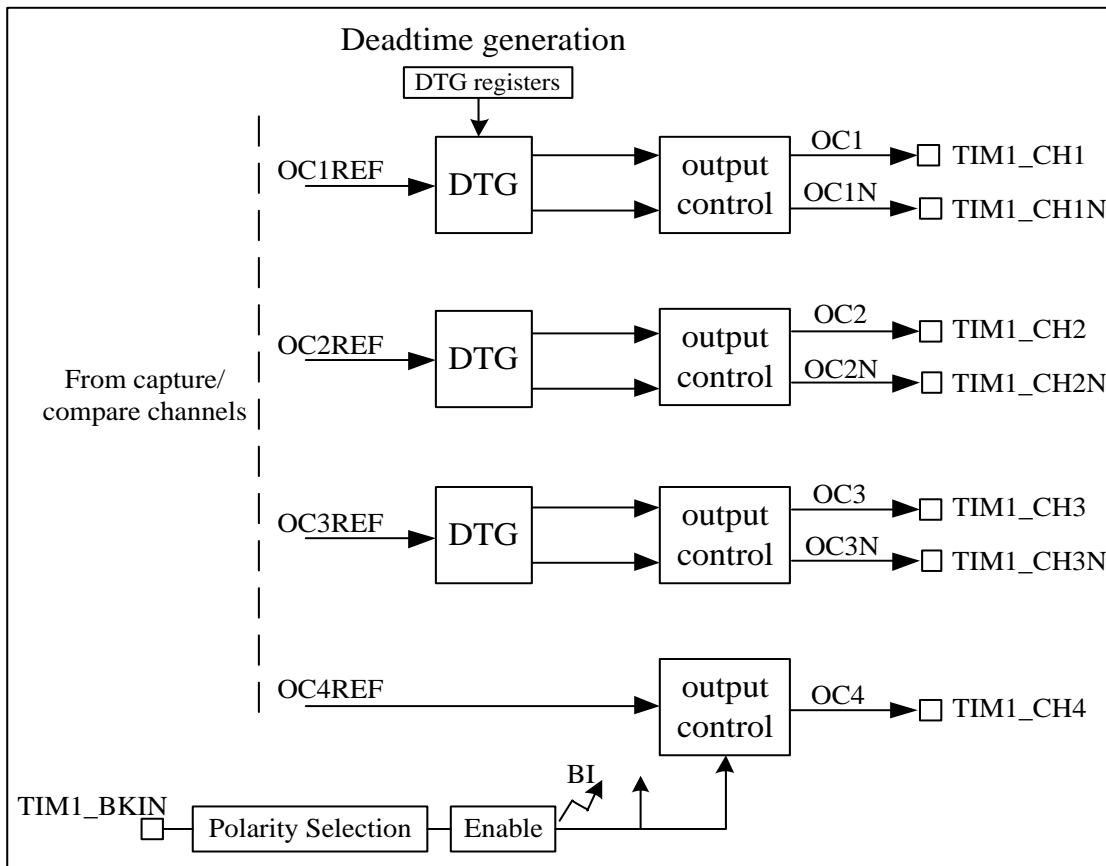 Deadtime generation
DTG registers
OC1REF
DTG
output
control
OC1
TIM1_CH1
OC1N
TIM1_CH1N
OC2REF
DTG
output
control
OC2
TIM1_CH2
OC2N
TIM1_CH2N
From capture/
compare channels
OC3REF
DTG
output
control
OC3
TIM1_CH3
OC3N
TIM1_CH3N
OC4REF
output
control
OC4
TIM1_CH4
BI
TIM1_BKIN
Polarity Selection
Enable